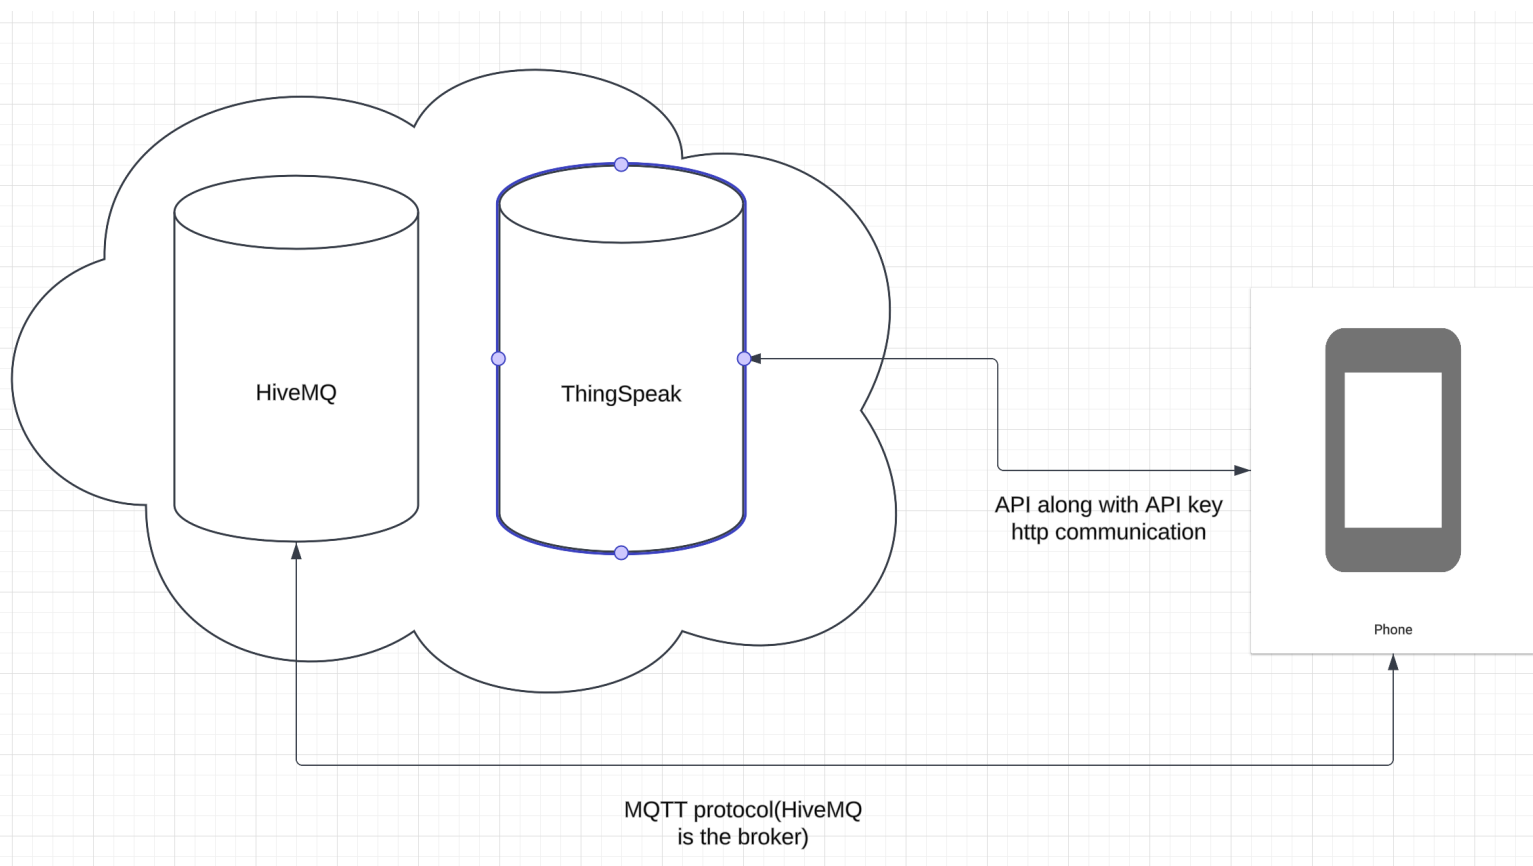 HiveMQ
ThingSpeak
API along with API key
http communication
Phone
MQTT protocol(HiveMQ
is the broker)